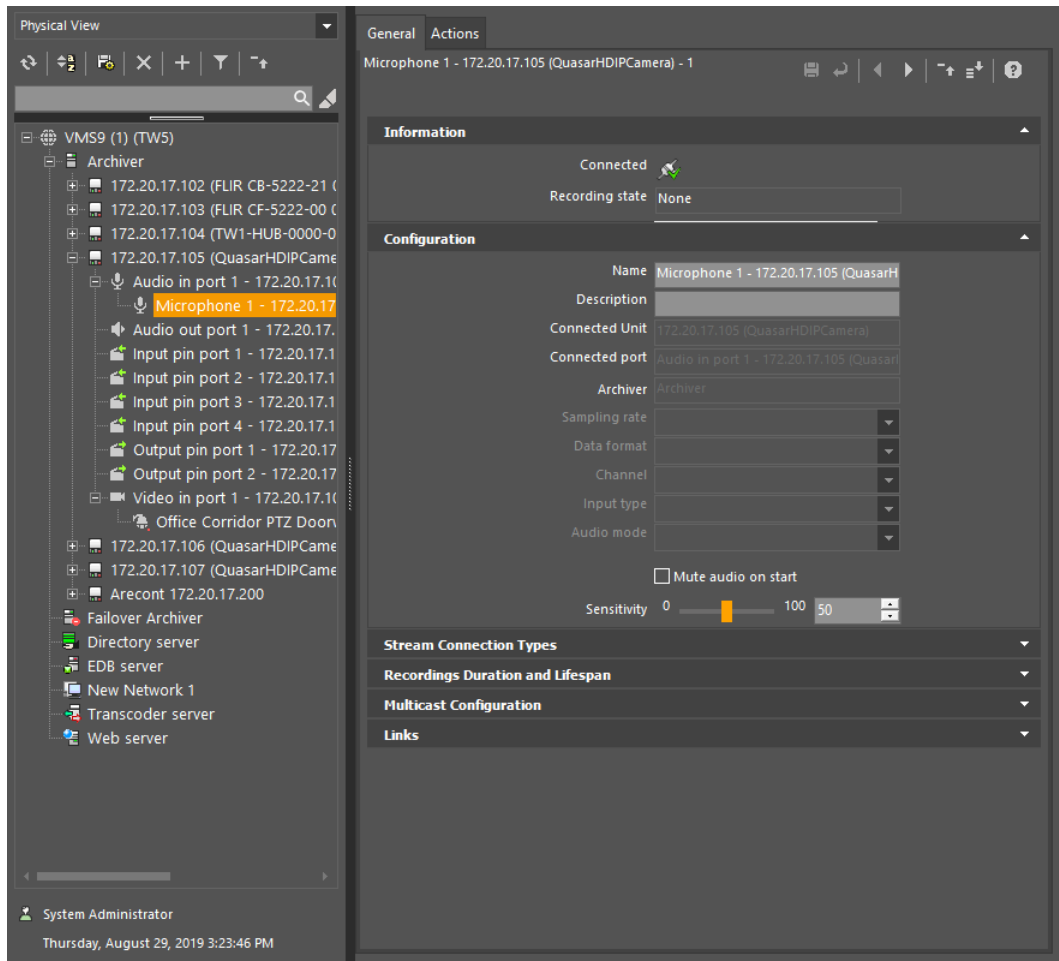 Physical View
VMS9 (1) (TW5)
Archiver
172.20.17.102 (FLIR CB-5222-21 (
172.20.17.103 (FLIR CF-5222-00 (
172.20.17.104 (TW1-HUB-0000-0
172.20.17.105 (QuasarHDIPCame
Audio in port 1 - 172.20.17.10
Microphone 1 - 172.20.17
Audio out port 1 - 172.20.17.
Input pin port 1 - 172.20.17.1
Input pin port 2 - 172.20.17.1
Input pin port 3 - 172.20.17.1
Input pin port 4 - 172.20.17.1
Output pin port 1 - 172.20.17
Output pin port 2 - 172.20.17
Video in port 1 - 172.20.17.10
Office Corridor PTZ Doorw
172.20.17.106 (QuasarHDIPCame
172.20.17.107 (QuasarHDIPCame
Arecont 172.20.17.200
Failover Archiver
Directory server
EDB server
New Network 1
Transcoder server
Web server
System Administrator
Thursday, August 29, 2019 3:23:46 PM
General Actions
Microphone 1 - 172.20.17.105 (QuasarHDIPCamera) - 1
Information
Connected
Recording state None
Configuration
Name Microphone 1 - 172.20.17.105 (QuasarH
Description
Connected Unit 172.20.17.105 (QuasarHDIPCamera)
Connected port Audio in port 1 - 172.20.17.105 (Quasarl
Archiver Archiver
Sampling rate
Data format
Channel
Input type
Audio mode
Mute audio on start
Sensitivity 0 100 50
Stream Connection Types
Recordings Duration and Lifespan
Multicast Configuration
Links